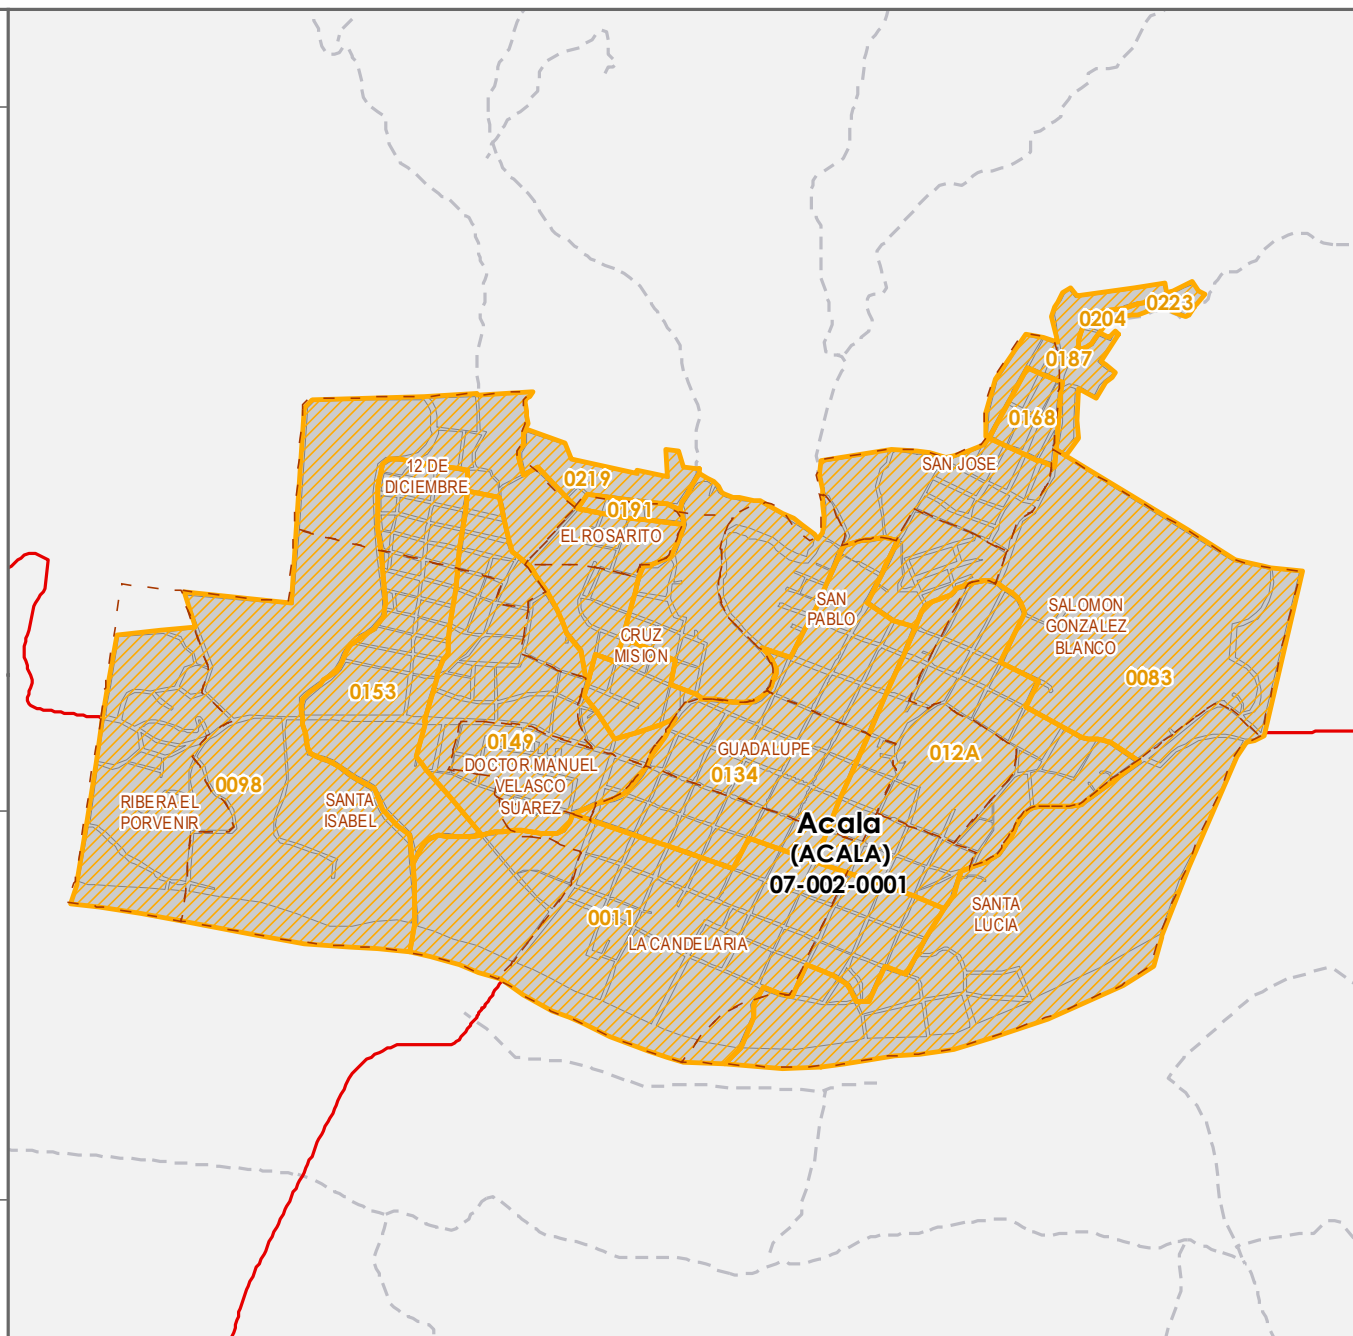 0223
0204
0187
0168
SAN JOSE
12 DE
DICIEMBRE
0219
0191
EL ROSARITO
SAN
PABLO
CRUZ
MISION
SALOMON
GONZALEZ
BLANCO
0083
0153
0149
DOCTOR MANUEL
VELASCO
SUAREZ
GUADALUPE
0134
012A
0098
RIBERA EL
PORVENIR
SANTA
ISABEL
Acala
(ACALA)
07-002-0001
0011
LA CANDELARIA
SANTA
LUCIA